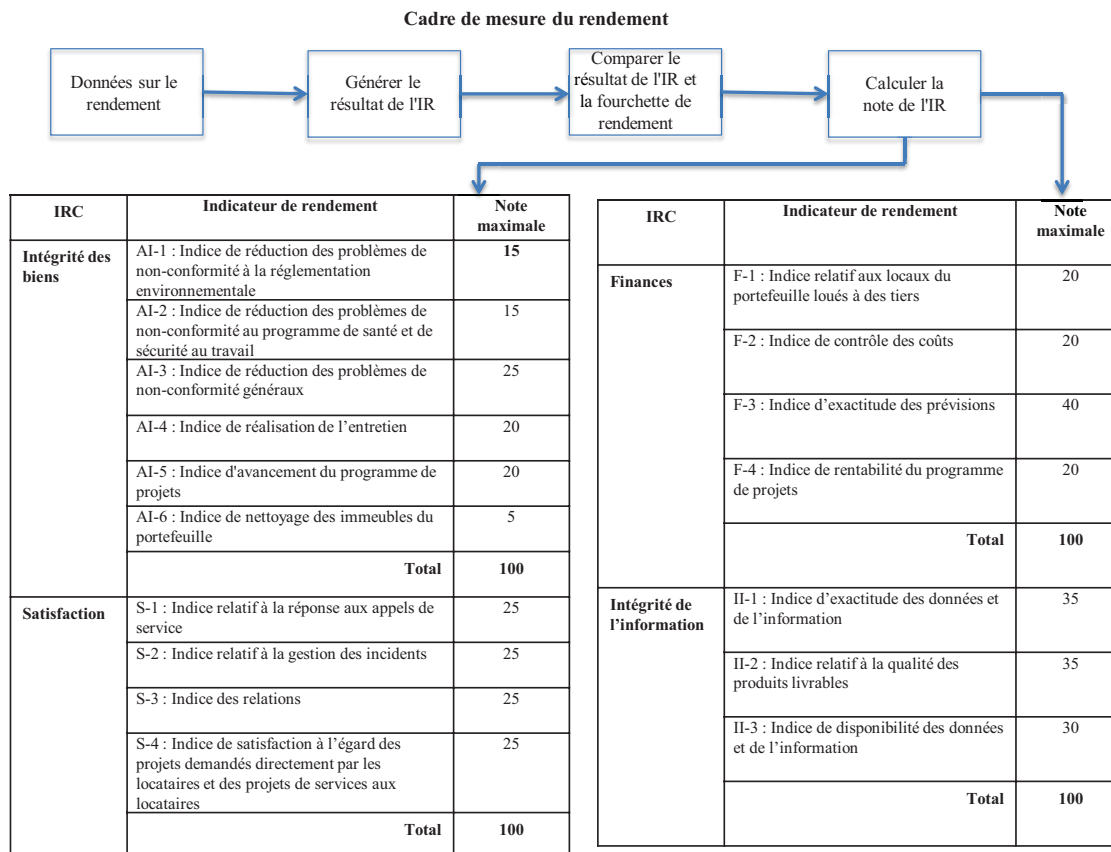 Cadre de mesure du rendement
Données sur le
rendement
Générer le
résultat de l'IR
Comparer le
résultat de l'IR et
la fourchette de
rendement
Calculer la
note de l'IR
IRC
Indicateur de rendement
Note
maximale
Intégrité des
biens
AI-1 : Indice de réduction des problèmes de
non-conformité à la réglementation
environnementale
15
AI-2 : Indice de réduction des problèmes de
non-conformité au programme de santé et de
sécurité au travail
15
AI-3 : Indice de réduction des problèmes de
non-conformité généraux
25
AI-4 : Indice de réalisation de l’entretien
20
AI-5 : Indice d'avancement du programme de
projets
20
AI-6 : Indice de nettoyage des immeubles du
portefeuille
5
Total
100
Satisfaction
S-1 : Indice relatif à la réponse aux appels de
service
25
S-2 : Indice relatif à la gestion des incidents
25
S-3 : Indice des relations
25
S-4 : Indice de satisfaction à l’égard des
projets demandés directement par les
locataires et des projets de services aux
locataires
25
Total
100
IRC
Indicateur de rendement
Note
maximale
Finances
F-1 : Indice relatif aux locaux du
portefeuille loués à des tiers
20
F-2 : Indice de contrôle des coûts
20
F-3 : Indice d’exactitude des prévisions
40
F-4 : Indice de rentabilité du programme
de projets
20
Total
100
Intégrité de
l’information
II-1 : Indice d’exactitude des données et
de l’information
35
II-2 : Indice relatif à la qualité des
produits livrables
35
II-3 : Indice de disponibilité des données
et de l’information
30
Total
100